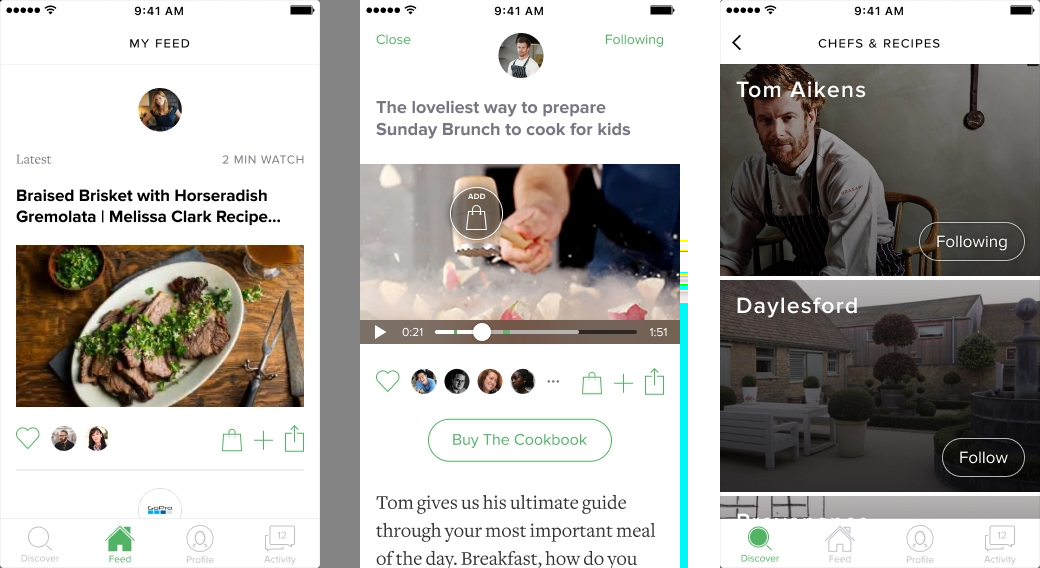 9:41 AM
MY FEED
Latest
2 MIN WATCH
Braised Brisket with Horseradish
Gremolata | Melissa Clark Recipe...
GoPro
Discover
Feed
Profile
12
Activity
9:41 AM
Close
Following
The loveliest way to prepare
Sunday Brunch to cook for kids
ADD
0:21
1:51
Buy The Cookbook
Tom gives us his ultimate guide
through your most important meal
of the day. Breakfast, how do you
9:41 AM
CHEFS & RECIPES
Tom Aikens
Following
Daylesford
Follow
Discover
Feed
Profile
12
Activity